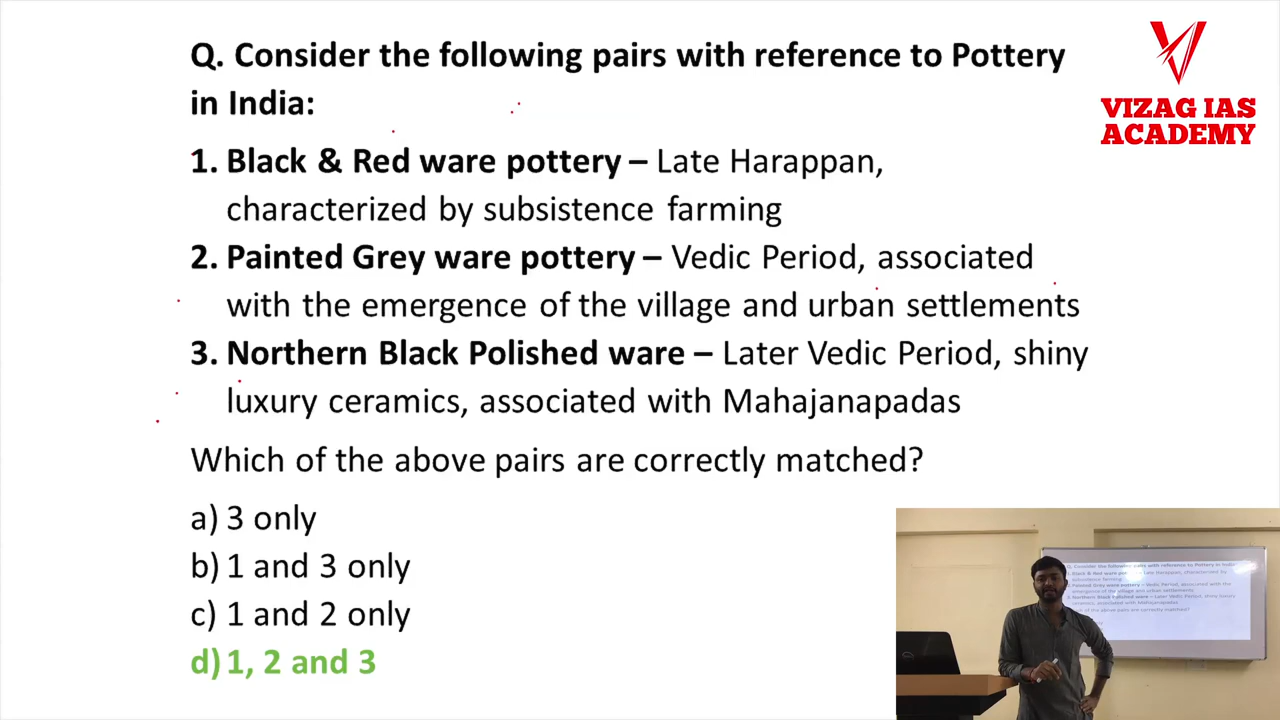 Q. Consider the following pairs with reference to Pottery
in India:
VIZAG IAS
ACADEMY
1. Black & Red ware pottery – Late Harappan,
characterized by subsistence farming
2. Painted Grey ware pottery – Vedic Period, associated
with the emergence of the village and urban settlements
3. Northern Black Polished ware – Later Vedic Period, shiny
luxury ceramics, associated with Mahajanapadas
Which of the above pairs are correctly matched?
a) 3 only
b) 1 and 3 only
c) 1 and 2 only
d) 1, 2 and 3